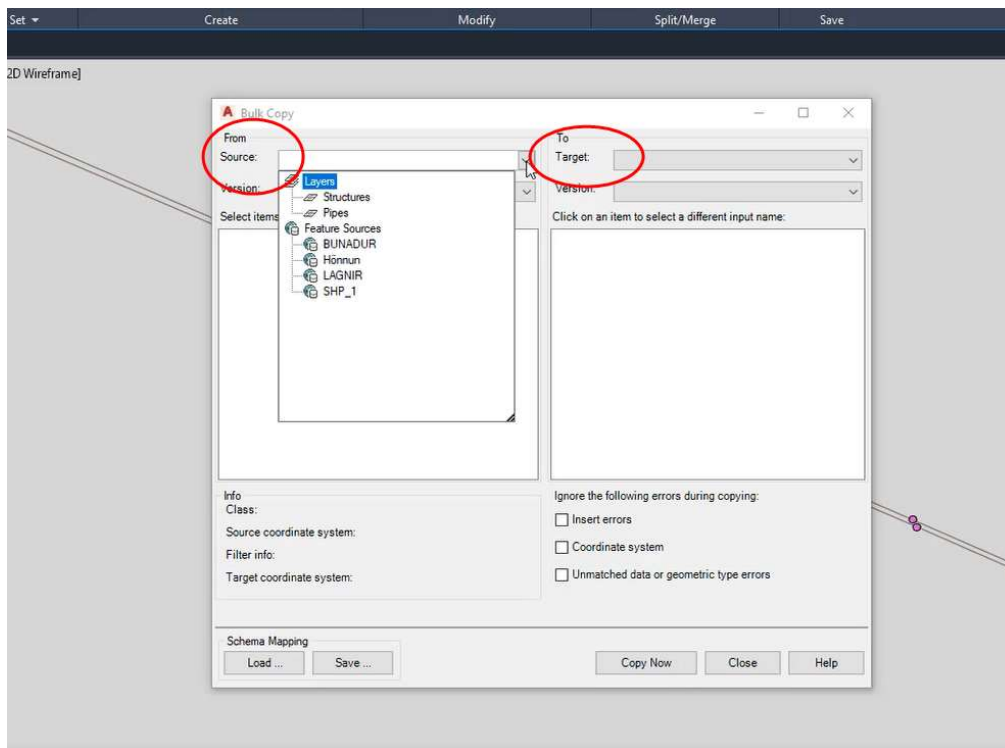 Set Create Modify Split/Merge Save
2D Wireframe]
Bulk Copy
From
Source:
Layers
Structures
Pipes
Feature Sources
BUNADUR
Hönnun
LAGNIR
SHP_1
Version:
Select items
To
Target:
Version:
Click on an item to select a different input name:
Info
Class:
Source coordinate system:
Filter info:
Target coordinate system:
Ignore the following errors during copying:
Insert errors
Coordinate system
Unmatched data or geometric type errors
Schema Mapping
Load ... Save ...
Copy Now Close Help